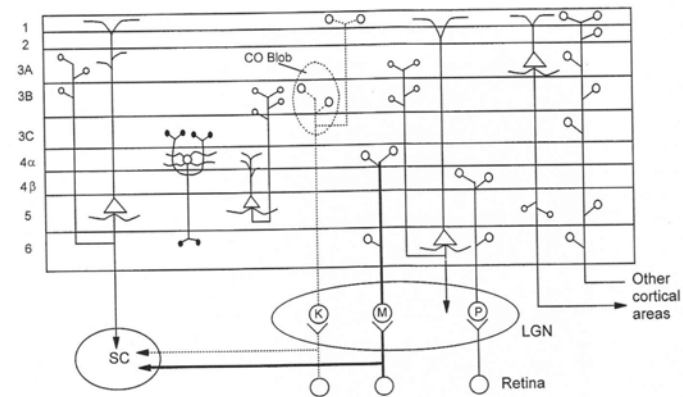 1
2
3A
CO Blob
3B
3C
4α
4β
5
6
Other
cortical
areas
K
M
P
LGN
SC
Retina